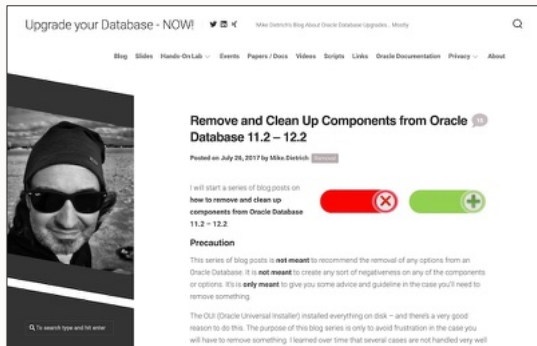 Upgrade your Database - NOW!
Mike Dietrich's Blog About Oracle Database Upgrades... Mostly
Blog Slides Hands-On Lab Events Papers / Docs Videos Scripts Links Oracle Documentation Privacy About
Remove and Clean Up Components from Oracle 15
Database 11.2 – 12.2
Posted on July 26, 2017 by Mike.Dietrich Removal
I will start a series of blog posts on
how to remove and clean up
components from Oracle Database
11.2 – 12.2
Precaution
This series of blog posts is not meant to recommend the removal of any options from an
Oracle Database. It is not meant to create any sort of negativeness on any of the components
or options. It's is only meant to give you some advice and guideline in the case you'll need to
remove something.
The OUI (Oracle Universal Installer) installed everything on disk – and there's a very good
reason to do this. The purpose of this blog series is only to avoid frustration in the case you
will have to remove something. I learned over time that several cases are not handled very well
To search type and hit enter